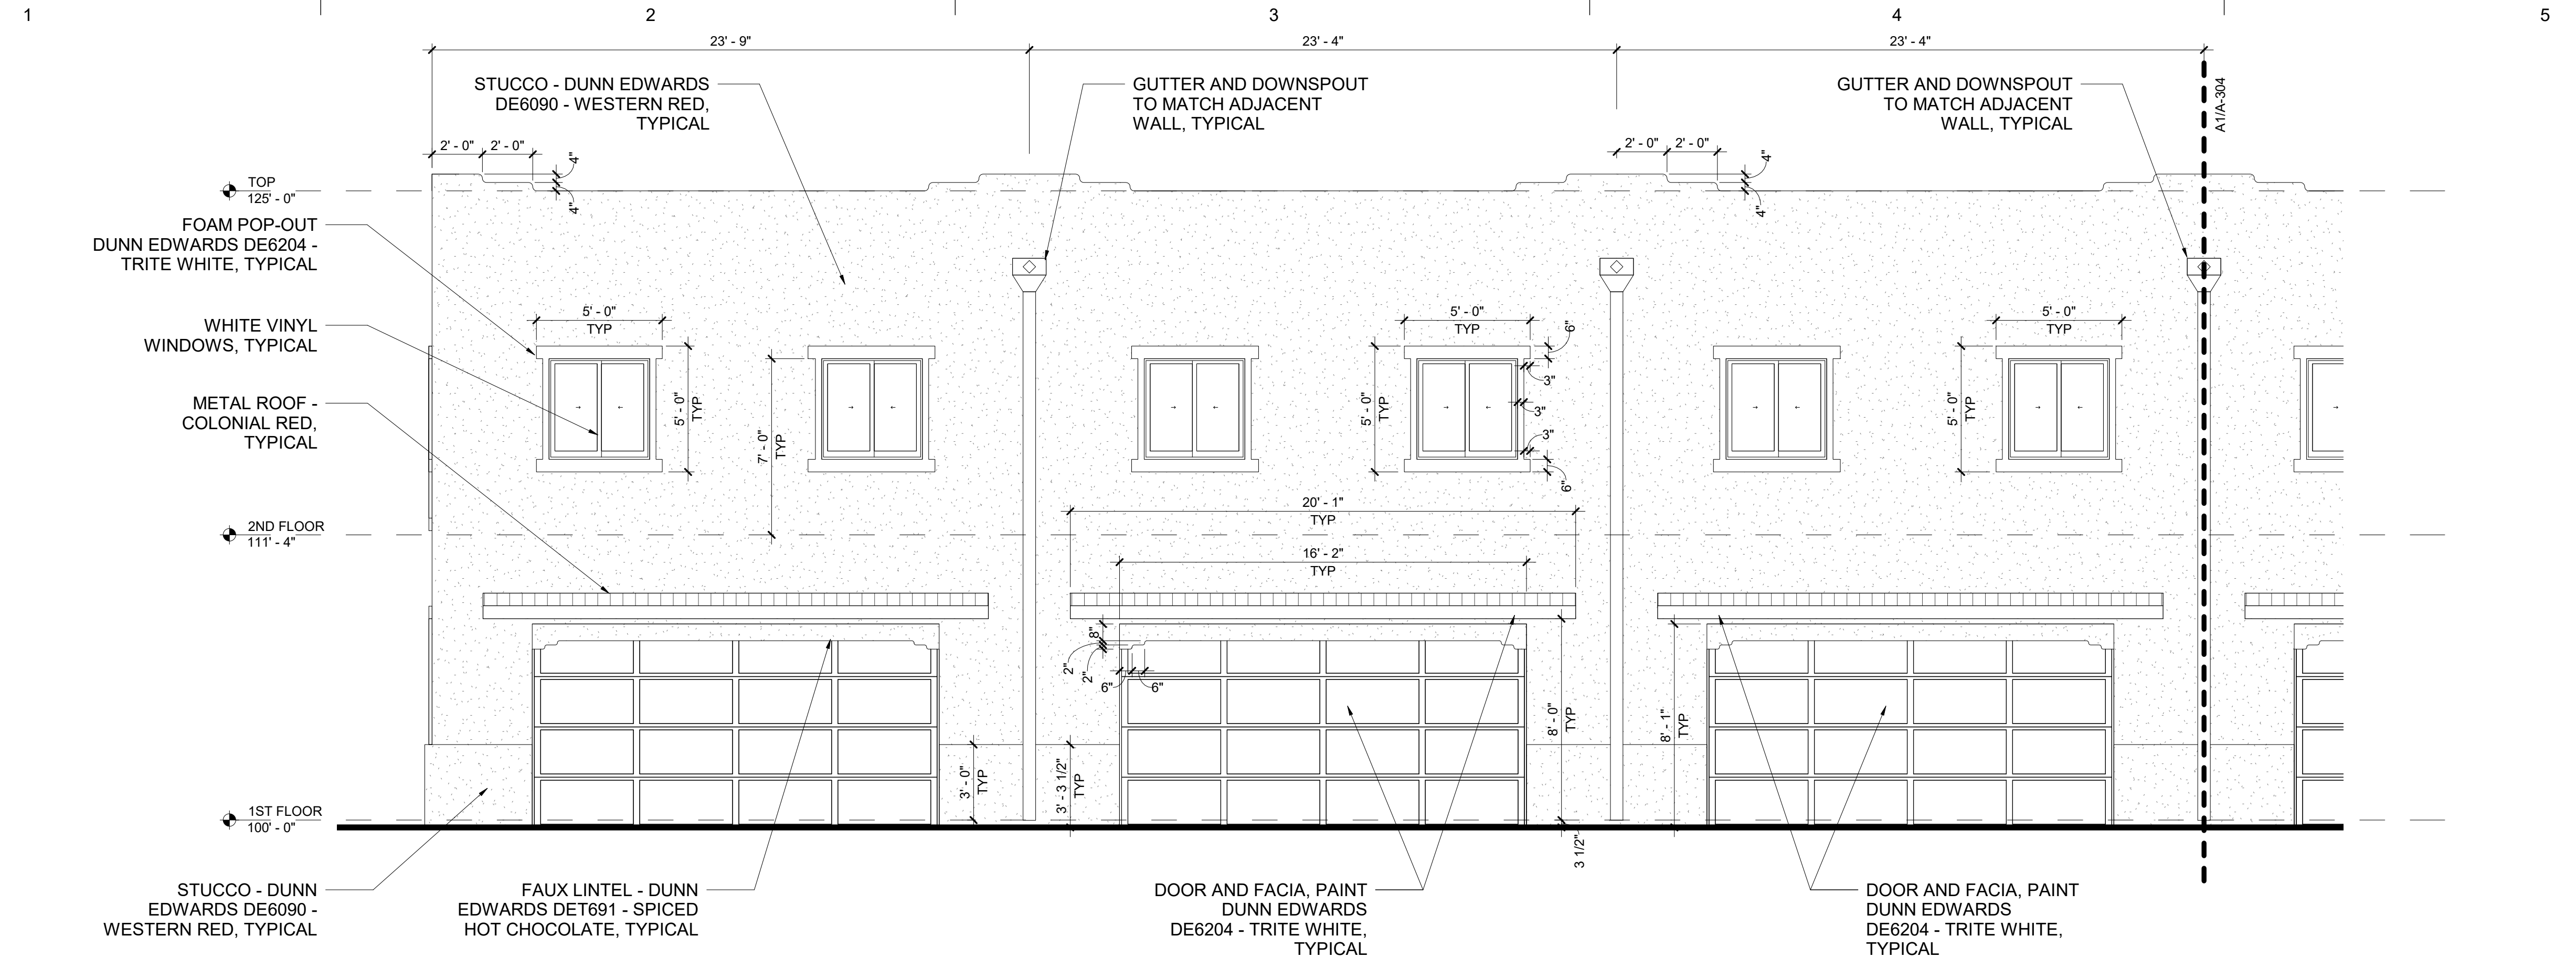 1
2
3
4
5
23' - 9"
23' - 4"
23' - 4"
STUCCO - DUNN EDWARDS
DE6090 - WESTERN RED,
TYPICAL
GUTTER AND DOWNSPOUT
TO MATCH ADJACENT
WALL, TYPICAL
GUTTER AND DOWNSPOUT
TO MATCH ADJACENT
WALL, TYPICAL
A1/A-304
2' - 0"
2' - 0"
4"
4"
2' - 0"
2' - 0"
4"
4"
TOP
125' - 0"
FOAM POP-OUT
DUNN EDWARDS DE6204 -
TRITE WHITE, TYPICAL
WHITE VINYL
WINDOWS, TYPICAL
METAL ROOF -
COLONIAL RED,
TYPICAL
5' - 0"
TYP
5' - 0"
TYP
7' - 0"
TYP
5' - 0"
TYP
5' - 0"
TYP
6"
3"
3"
3"
6"
5' - 0"
TYP
5' - 0"
TYP
2ND FLOOR
111' - 4"
20' - 1"
TYP
16' - 2"
TYP
8"
2"
2"
6"
6"
8' - 0"
TYP
8' - 1"
TYP
3' - 0"
TYP
3' - 3 1/2"
TYP
3 1/2"
1ST FLOOR
100' - 0"
STUCCO - DUNN
EDWARDS DE6090 -
WESTERN RED, TYPICAL
FAUX LINTEL - DUNN
EDWARDS DET691 - SPICED
HOT CHOCOLATE, TYPICAL
DOOR AND FACIA, PAINT
DUNN EDWARDS
DE6204 - TRITE WHITE,
TYPICAL
DOOR AND FACIA, PAINT
DUNN EDWARDS
DE6204 - TRITE WHITE,
TYPICAL